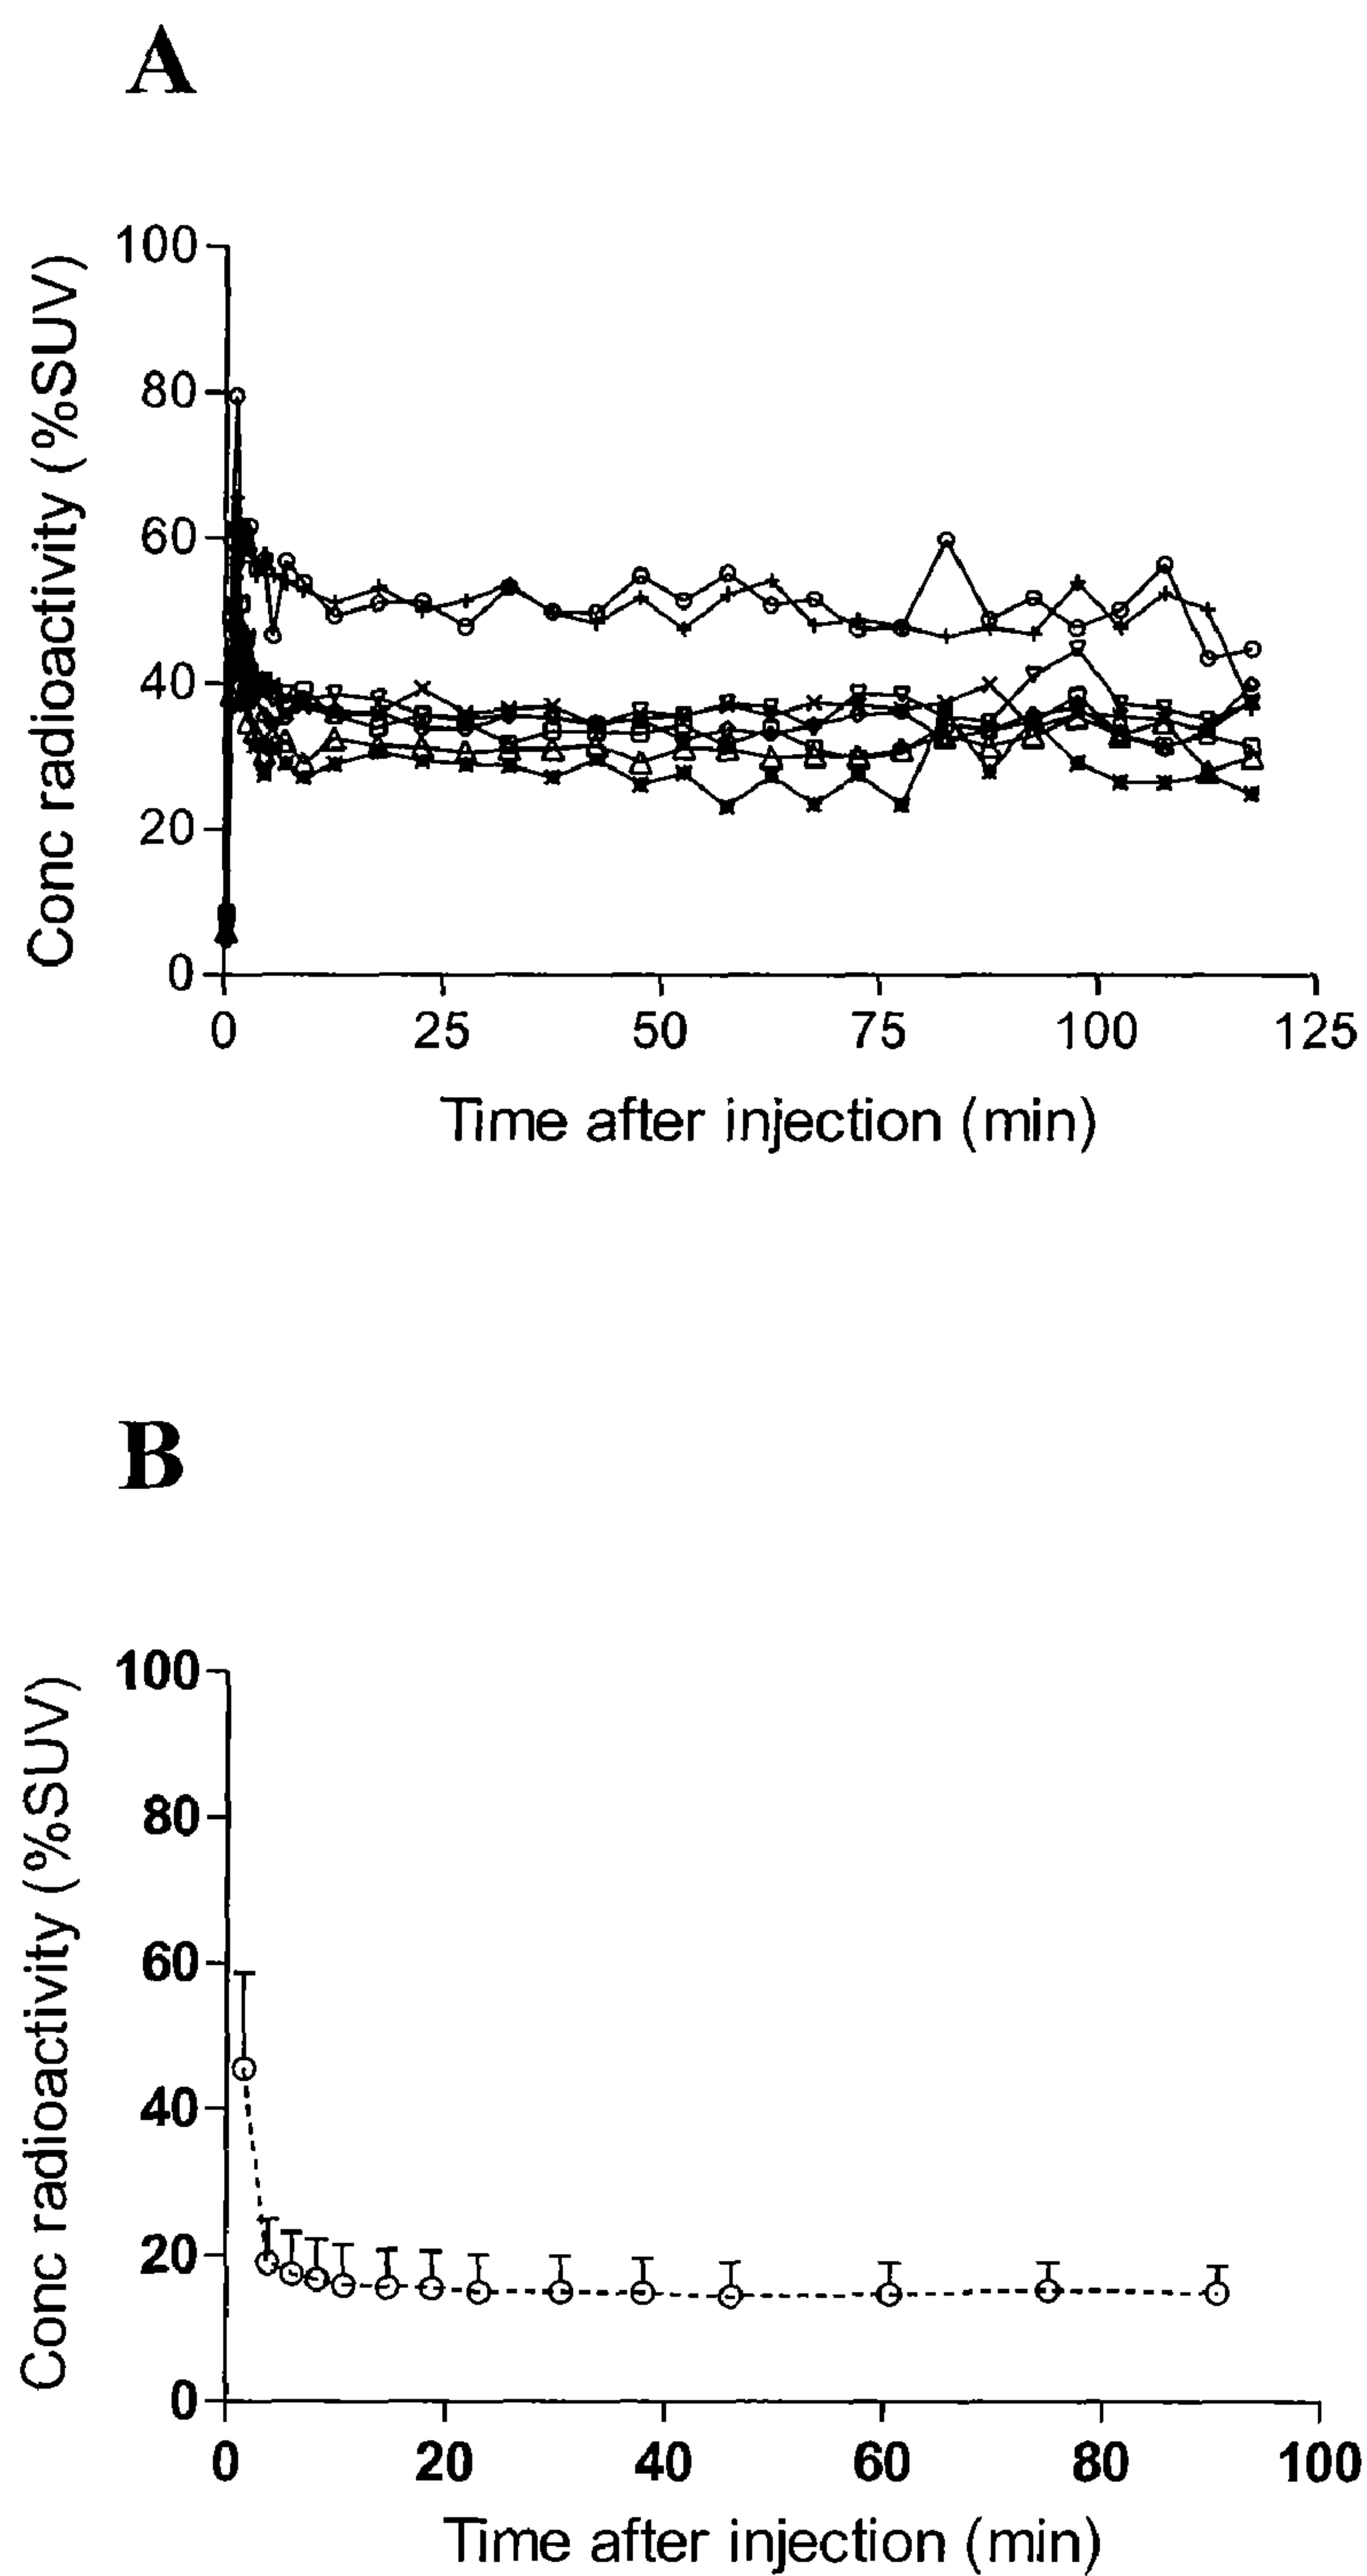 A
Conc radioactivity (%SUV)
100
80
60
40
20
0
0 25 50 75 100 125
Time after injection (min)
B
Conc radioactivity (%SUV)
100
80
60
40
20
0
0 20 40 60 80 100
Time after injection (min)